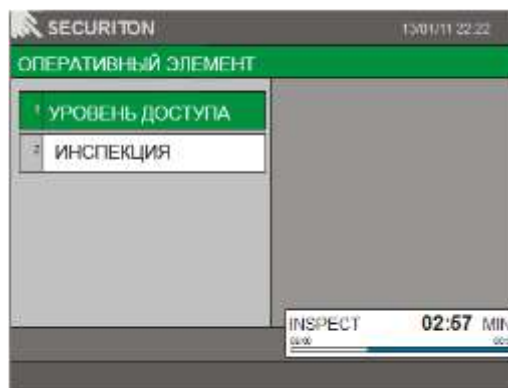 SECURITON
13/01/11 22:22
ОПЕРАТИВНЫЙ ЭЛЕМЕНТ
1 УРОВЕНЬ ДОСТУПА
2 ИНСПЕКЦИЯ
INSPECT 02:57 MIN